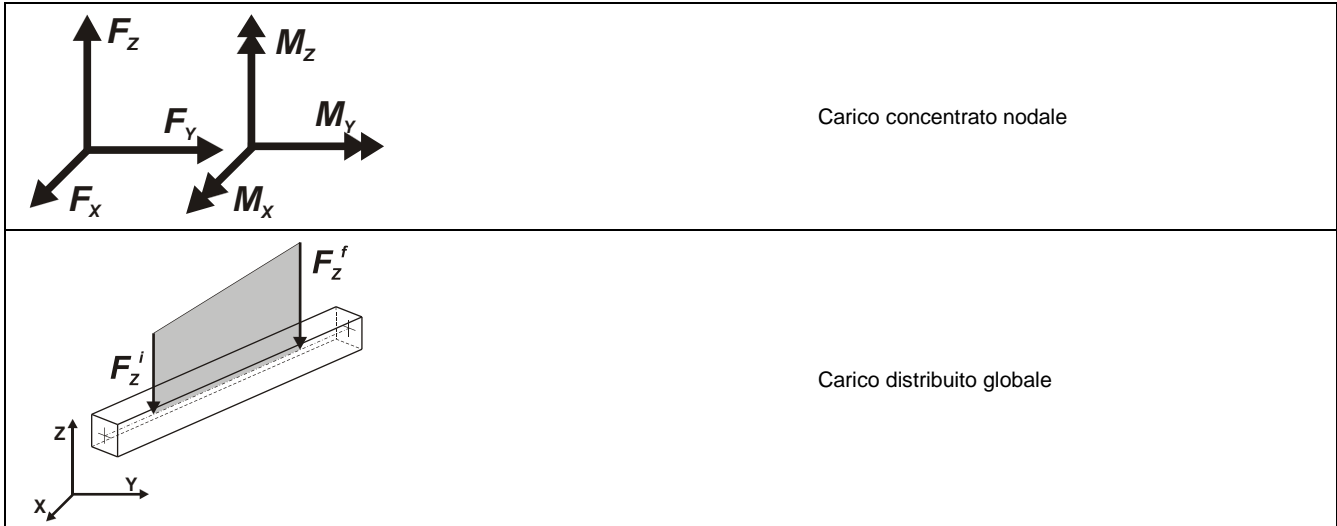 F_Z M_Z
F_Y M_Y
F_X M_X
Carico concentrato nodale
F_Z^f
F_Z^i
Z
Y
X
Carico distribuito globale